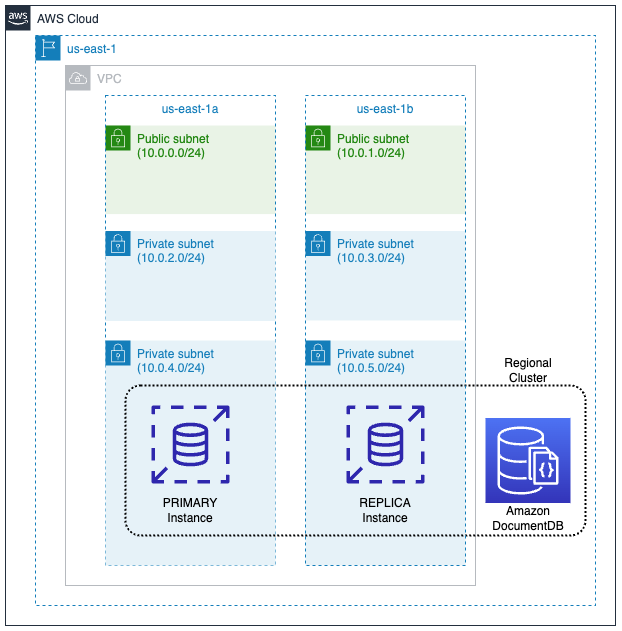 aws
AWS Cloud
us-east-1
VPC
us-east-1a
us-east-1b
Public subnet
(10.0.0.0/24)
Public subnet
(10.0.1.0/24)
Private subnet
(10.0.2.0/24)
Private subnet
(10.0.3.0/24)
Private subnet
(10.0.4.0/24)
Private subnet
(10.0.5.0/24)
Regional
Cluster
{}
PRIMARY
Instance
REPLICA
Instance
Amazon
DocumentDB